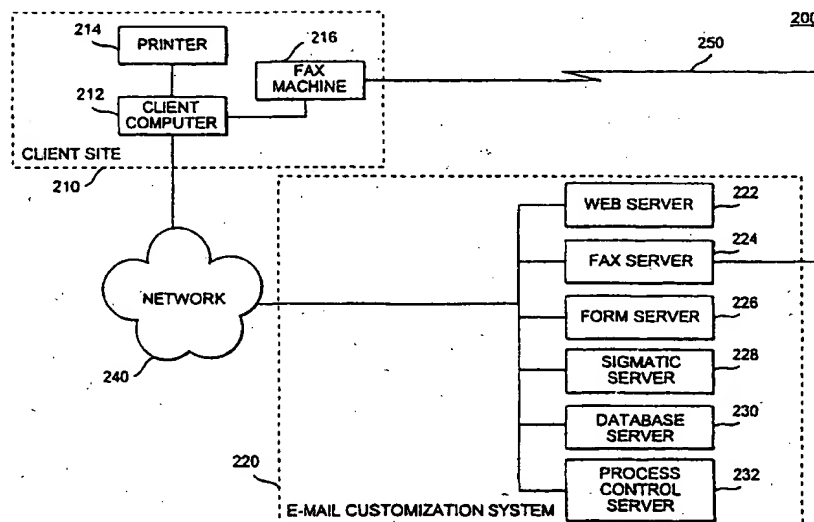 200
214
PRINTER
216
FAX
MACHINE
250
212
CLIENT
COMPUTER
CLIENT SITE
210
WEB SERVER
222
224
FAX SERVER
NETWORK
240
226
FORM SERVER
228
SIGMATIC
SERVER
230
DATABASE
SERVER
220
232
PROCESS
CONTROL
SERVER
E-MAIL CUSTOMIZATION SYSTEM